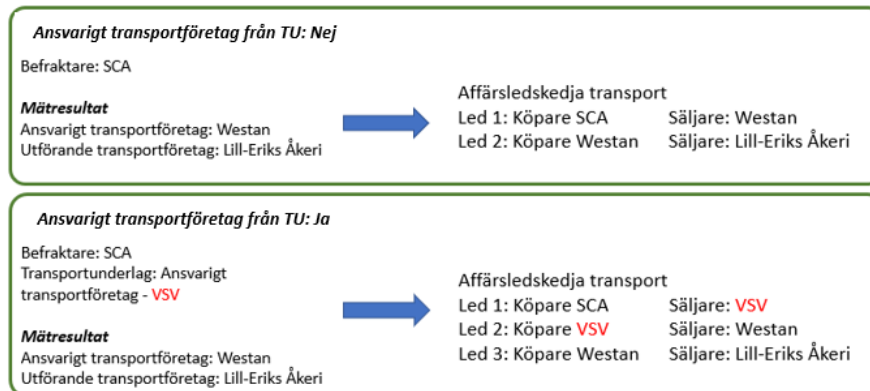 Ansvarigt transportföretag från TU: Nej
Befraktare: SCA
Mätresultat
Ansvarigt transportföretag: Westan
Utförande transportföretag: Lill-Eriks Åkeri
Affärsledskedja transport
Led 1: Köpare SCA Säljare: Westan
Led 2: Köpare Westan Säljare: Lill-Eriks Åkeri
Ansvarigt transportföretag från TU: Ja
Befraktare: SCA
Transportunderlag: Ansvarigt
transportföretag - VSV
Mätresultat
Ansvarigt transportföretag: Westan
Utförande transportföretag: Lill-Eriks Åkeri
Affärsledskedja transport
Led 1: Köpare SCA Säljare: VSV
Led 2: Köpare VSV Säljare: Westan
Led 3: Köpare Westan Säljare: Lill-Eriks Åkeri